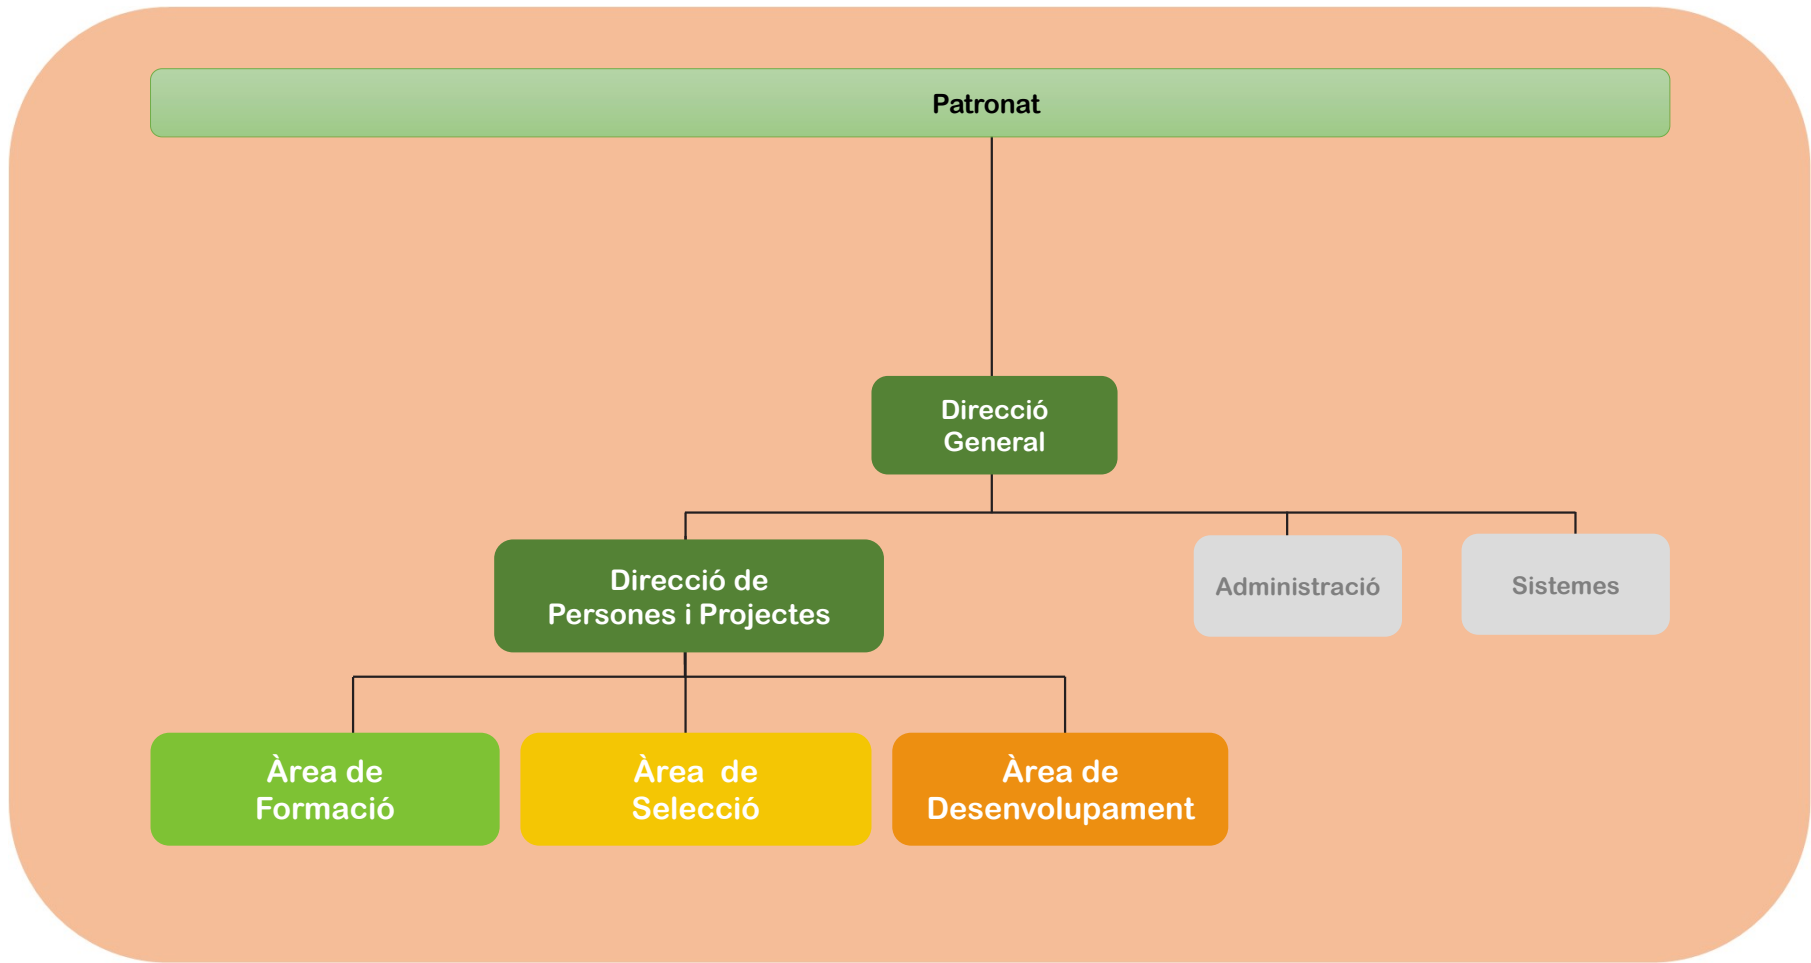 Patronat
Direcció
General
Direcció de
Persones i Projectes
Administració
Sistemes
Àrea de
Formació
Àrea de
Selecció
Àrea de
Desenvolupament